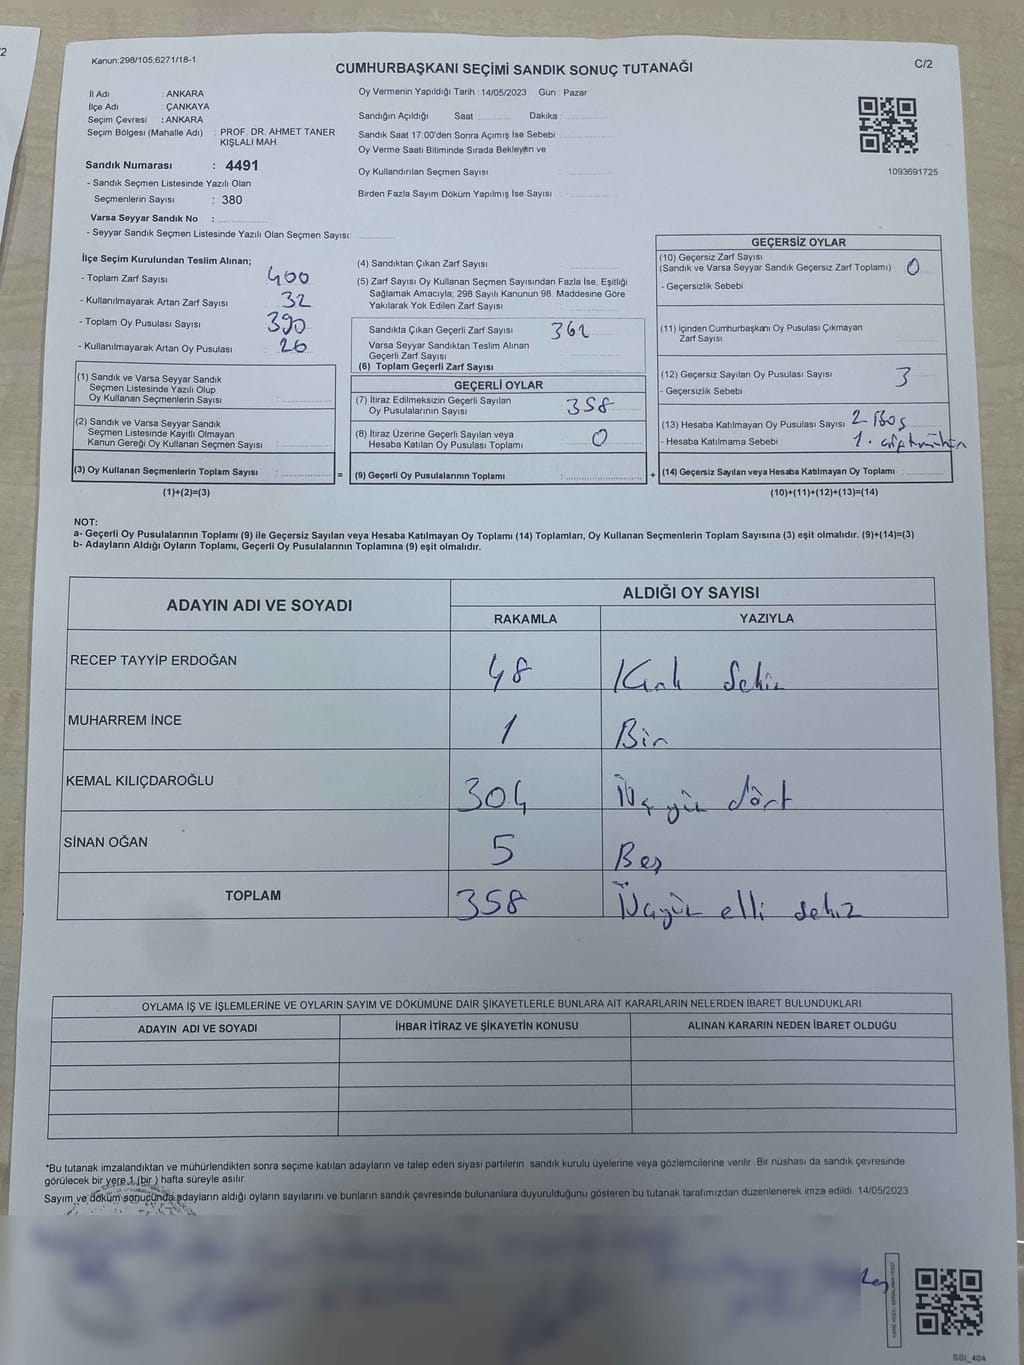 Kanun:298/105,6271/18-1
C/2
CUMHURBAŞKANI SEÇİMİ SANDIK SONUÇ TUTANAĞI
İl Adı : ANKARA
İlçe Adı : ÇANKAYA
Seçim Çevresi : ANKARA
Seçim Bölgesi (Mahalle Adı) : PROF. DR. AHMET TANER
KIŞLALI MAH.
Sandık Numarası : 4491
- Sandık Seçmen Listesinde Yazılı Olan
Seçmenlerin Sayısı : 380
Varsa Seyyar Sandık No :
- Seyyar Sandık Seçmen Listesinde Yazılı Olan Seçmen Sayısı:
Oy Vermenin Yapıldığı Tarih : 14/05/2023 Gün : Pazar
Sandığın Açıldığı Saat : Dakika :
Sandık Saat 17:00'den Sonra Açımış İse Sebebi
Oy Verme Saati Bitiminde Sırada Bekleyen ve
Oy Kullandırılan Seçmen Sayısı :
Birden Fazla Sayım Döküm Yapılmış İse Sayısı :
1093691725
İlçe Seçim Kurulundan Teslim Alınan;
- Toplam Zarf Sayısı : 400
- Kullanılmayarak Artan Zarf Sayısı : 32
- Toplam Oy Pusulası Sayısı : 390
- Kullanılmayarak Artan Oy Pusulası : 26
(1) Sandık ve Varsa Seyyar Sandık
Seçmen Listesinde Yazılı Olup
Oy Kullanan Seçmenlerin Sayısı :
(2) Sandık ve Varsa Seyyar Sandık
Seçmen Listesinde Kayıtlı Olmayan
Kanun Gereği Oy Kullanan Seçmen Sayısı :
(3) Oy Kullanan Seçmenlerin Toplam Sayısı : =
(1)+(2)=(3)
(4) Sandıktan Çıkan Zarf Sayısı :
(5) Zarf Sayısı Oy Kullanan Seçmen Sayısından Fazla İse, Eşitliği
Sağlamak Amacıyla; 298 Sayılı Kanunun 98. Maddesine Göre
Yakılarak Yok Edilen Zarf Sayısı :
Sandıkta Çıkan Geçerli Zarf Sayısı 361
Varsa Seyyar Sandıktan Teslim Alınan
Geçerli Zarf Sayısı
(6) Toplam Geçerli Zarf Sayısı
GEÇERLİ OYLAR
(7) İtiraz Edilmeksizin Geçerli Sayılan
Oy Pusulalarının Sayısı : 358
(8) İtiraz Üzerine Geçerli Sayılan veya
Hesaba Katılan Oy Pusulası Toplamı : 0
(9) Geçerli Oy Pusulalarının Toplamı : +
GEÇERSİZ OYLAR
(10) Geçersiz Zarf Sayısı
(Sandık ve Varsa Seyyar Sandık Geçersiz Zarf Toplamı) : 0
- Geçersizlik Sebebi
(11) İçinden Cumhurbaşkanı Oy Pusulası Çıkmayan
Zarf Sayısı
(12) Geçersiz Sayılan Oy Pusulası Sayısı : 3
- Geçersizlik Sebebi
(13) Hesaba Katılmayan Oy Pusulası Sayısı : 2 Boş
- Hesaba Katılmama Sebebi : 1. çift mühür
(14) Geçersiz Sayılan veya Hesaba Katılmayan Oy Toplamı :
(10)+(11)+(12)+(13)=(14)
NOT:
a- Geçerli Oy Pusulalarının Toplamı (9) ile Geçersiz Sayılan veya Hesaba Katılmayan Oy Toplamı (14) Toplamları, Oy Kullanan Seçmenlerin Toplam Sayısına (3) eşit olmalıdır. (9)+(14)=(3)
b- Adayların Aldığı Oyların Toplamı, Geçerli Oy Pusulalarının Toplamına (9) eşit olmalıdır.
ADAYIN ADI VE SOYADI
ALDIĞI OY SAYISI
RAKAMLA YAZIYLA
RECEP TAYYİP ERDOĞAN 48 Kırk Sekiz
MUHARREM İNCE 1 Bir
KEMAL KILIÇDAROĞLU 304 Üç yüz dört
SİNAN OĞAN 5 Beş
TOPLAM 358 Üçyüz elli sekiz
OYLAMA İŞ VE İŞLEMLERİNE VE OYLARIN SAYIM VE DÖKÜMÜNE DAİR ŞİKAYETLERLE BUNLARA AİT KARARLARIN NELERDEN İBARET BULUNDUKLARI
ADAYIN ADI VE SOYADI İHBAR İTİRAZ VE ŞİKAYETİN KONUSU ALINAN KARARIN NEDEN İBARET OLDUĞU
*Bu tutanak imzalandıktan ve mühürlendikten sonra seçime katılan adayların ve talep eden siyasi partilerin sandık kurulu üyelerine veya gözlemcilerine verilir. Bir nüshası da sandık çevresinde
görülecek bir yere 1 (bir ) hafta süreyle asılır.
Sayım ve döküm sonucunda adayların aldığı oyların sayılarını ve bunların sandık çevresinde bulunanlara duyurulduğunu gösteren bu tutanak tarafımızdan düzenlenerek imza edildi. 14/05/2023
SSI_404